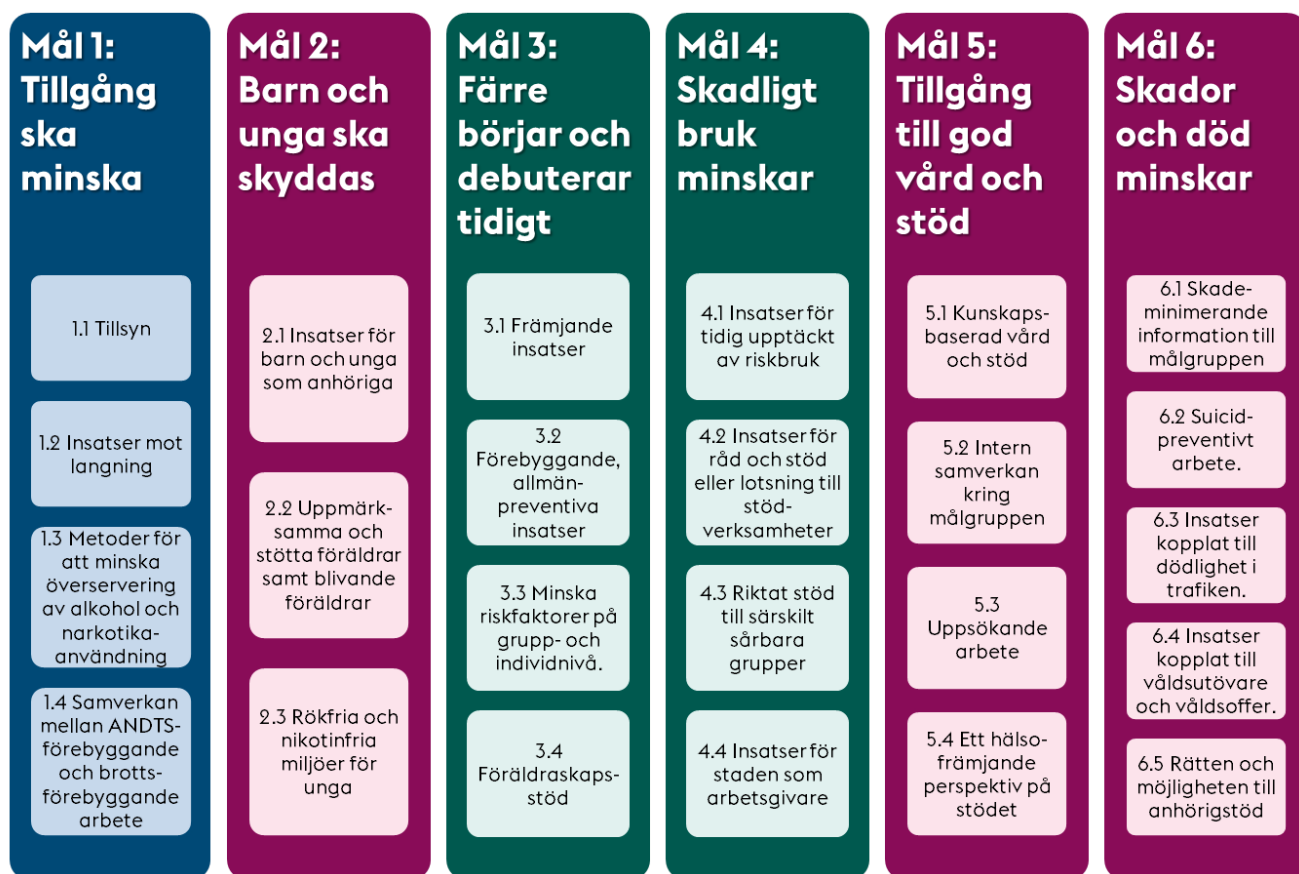 Mål 1:
Tillgång
ska
minska
1.1 Tillsyn
1.2 Insatser mot
langning
1.3 Metoder för
att minska
överservering
av alkohol och
narkotika-
användning
1.4 Samverkan
mellan ANDTS-
förebyggande
och brotts-
förebyggande
arbete
Mål 2:
Barn och
unga ska
skyddas
2.1 Insatser för
barn och unga
som anhöriga
2.2 Uppmärk-
samma och
stötta föräldrar
samt blivande
föräldrar
2.3 Rökfria och
nikotinfria
miljöer för
unga
Mål 3:
Färre
börjar och
debuterar
tidigt
3.1 Främjande
insatser
3.2
Förebyggande,
allmän-
preventiva
insatser
3.3 Minska
riskfaktorer på
grupp- och
individnivå.
3.4
Föräldraskaps-
stöd
Mål 4:
Skadligt
bruk
minskar
4.1 Insatser för
tidig upptäckt
av riskbruk
4.2 Insatser för
råd och stöd
eller lotsning till
stöd-
verksamheter
4.3 Riktat stöd
till särskilt
sårbara
grupper
4.4 Insatser för
staden som
arbetsgivare
Mål 5:
Tillgång
till god
vård och
stöd
5.1 Kunskaps-
baserad vård
och stöd
5.2 Intern
samverkan
kring
målgruppen
5.3
Uppsökande
arbete
5.4 Ett hälso-
främjande
perspektiv på
stödet
Mål 6:
Skador
och död
minskar
6.1 Skade-
minimerande
information till
målgruppen
6.2 Suicid-
preventivt
arbete.
6.3 Insatser
kopplat till
dödlighet i
trafiken.
6.4 Insatser
kopplat till
våldsutövare
och våldsoffer.
6.5 Rätten och
möjligheten till
anhörigstöd